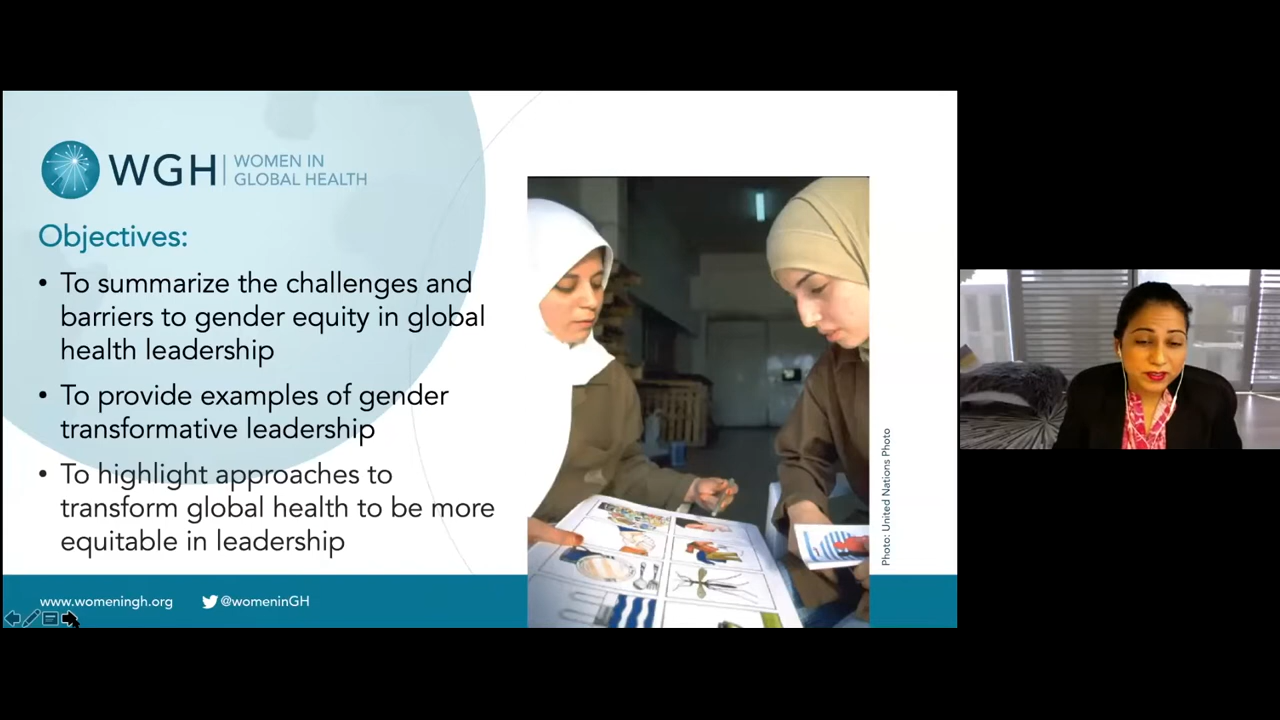 WGH WOMEN IN
GLOBAL HEALTH
Objectives:
• To summarize the challenges and
barriers to gender equity in global
health leadership
• To provide examples of gender
transformative leadership
• To highlight approaches to
transform global health to be more
equitable in leadership
Photo: United Nations Photo
www.womeningh.org @womeninGH